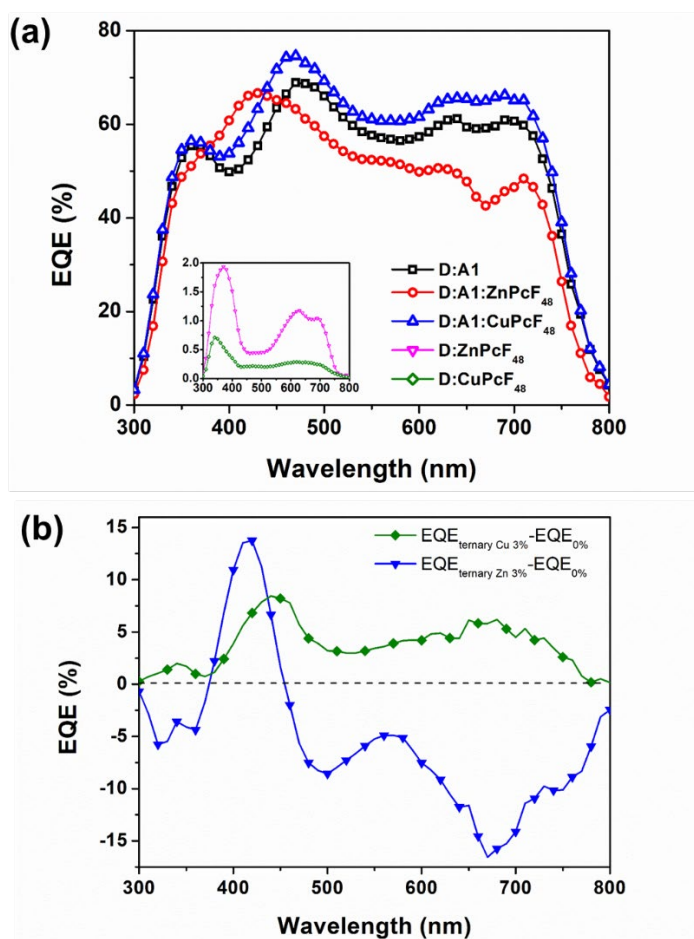 (a)
80
60
40
20
0
EQE (%)
2.0
1.5
1.0
0.5
0.0
300 400 500 600 700 800
D:A1
D:A1:ZnPcF48
D:A1:CuPcF48
D:ZnPcF48
D:CuPcF48
300 400 500 600 700 800
Wavelength (nm)
(b)
15
10
5
0
-5
-10
-15
EQE (%)
EQEternary Cu 3%-EQE0%
EQEternary Zn 3%-EQE0%
300 400 500 600 700 800
Wavelength (nm)